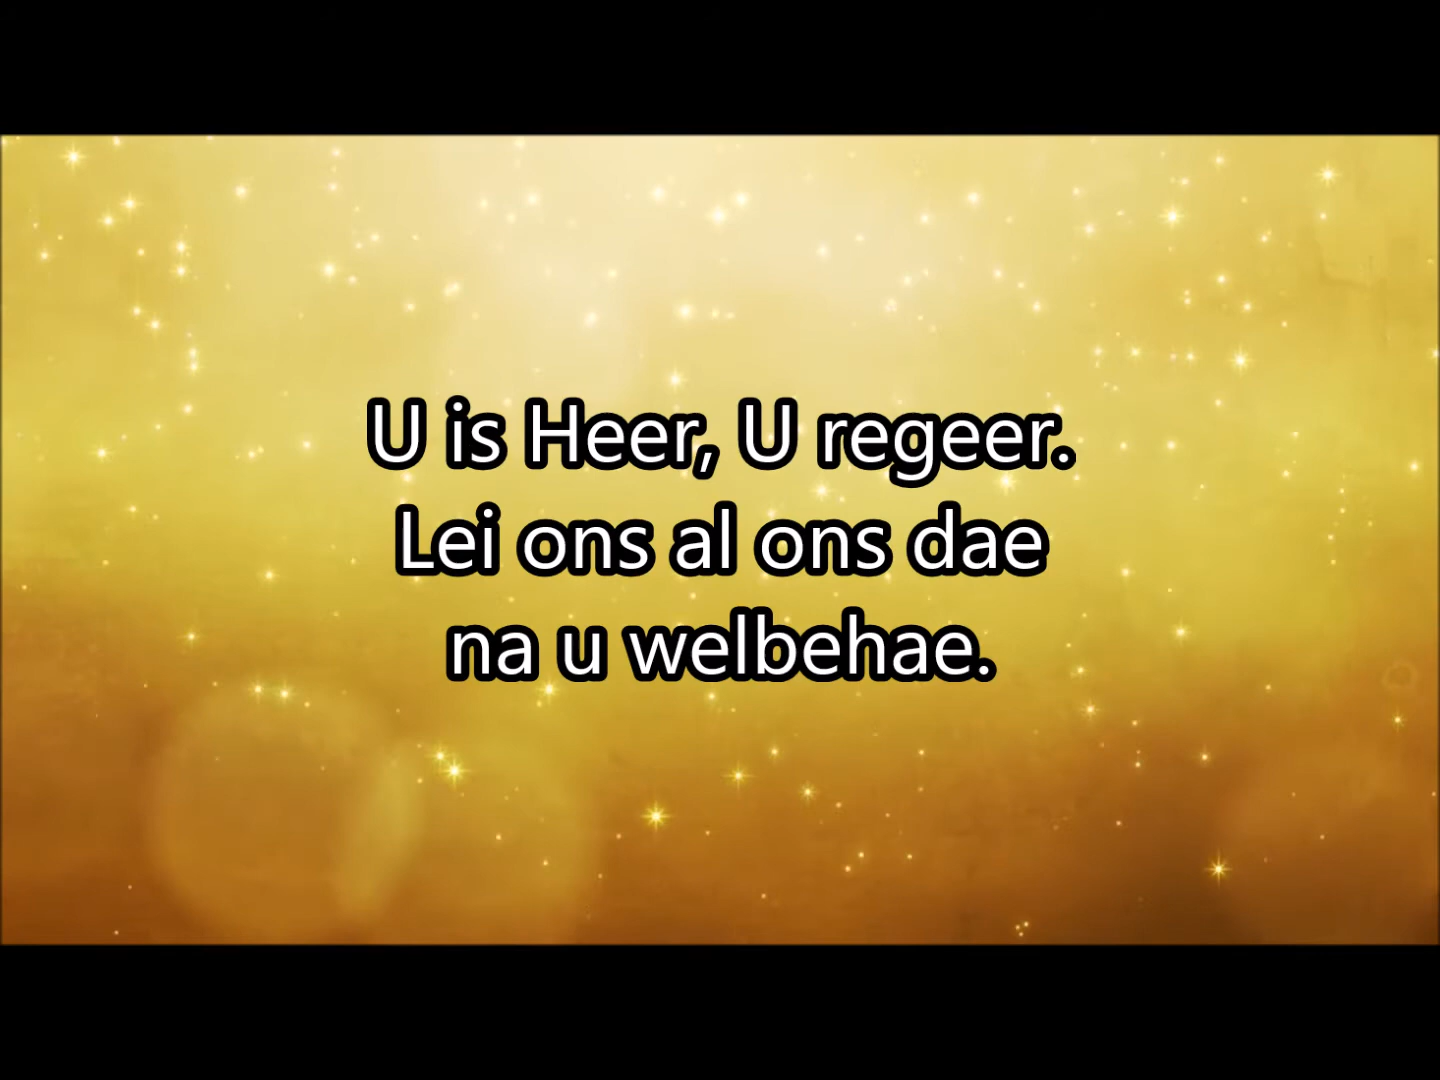 U is Heer, U regeer.
Lei ons al ons dae
na u welbehae.